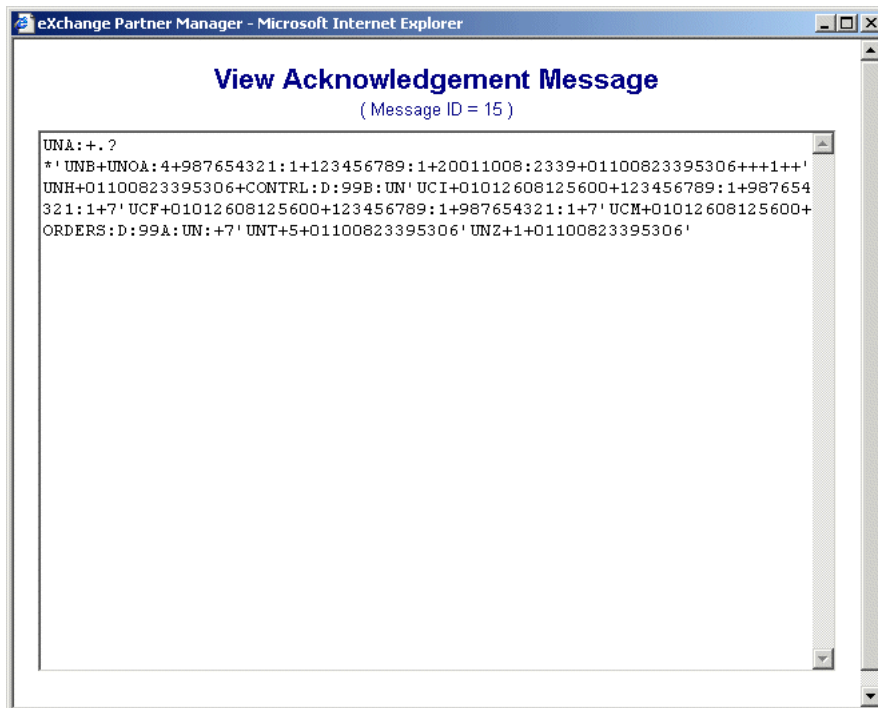 eXchange Partner Manager - Microsoft Internet Explorer
View Acknowledgement Message
( Message ID = 15 )
UNA:+.?
*'UNB+UNOA:4+987654321:1+123456789:1+20011008:2339+01100823395306+++1++'
UNH+01100823395306+CONTRL:D:99B:UN'UCI+01012608125600+123456789:1+987654
321:1+7'UCF+01012608125600+123456789:1+987654321:1+7'UCM+01012608125600+
ORDERS:D:99A:UN:+7'UNT+5+01100823395306'UNZ+1+01100823395306'